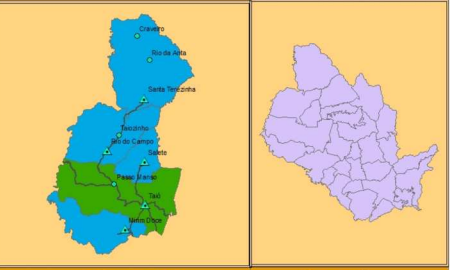 Craveiro
Rio da Anta
Santa Terezinha
Taiozinho
Rio do Campo
Salete
Passo Manso
Taió
Mirim Doce